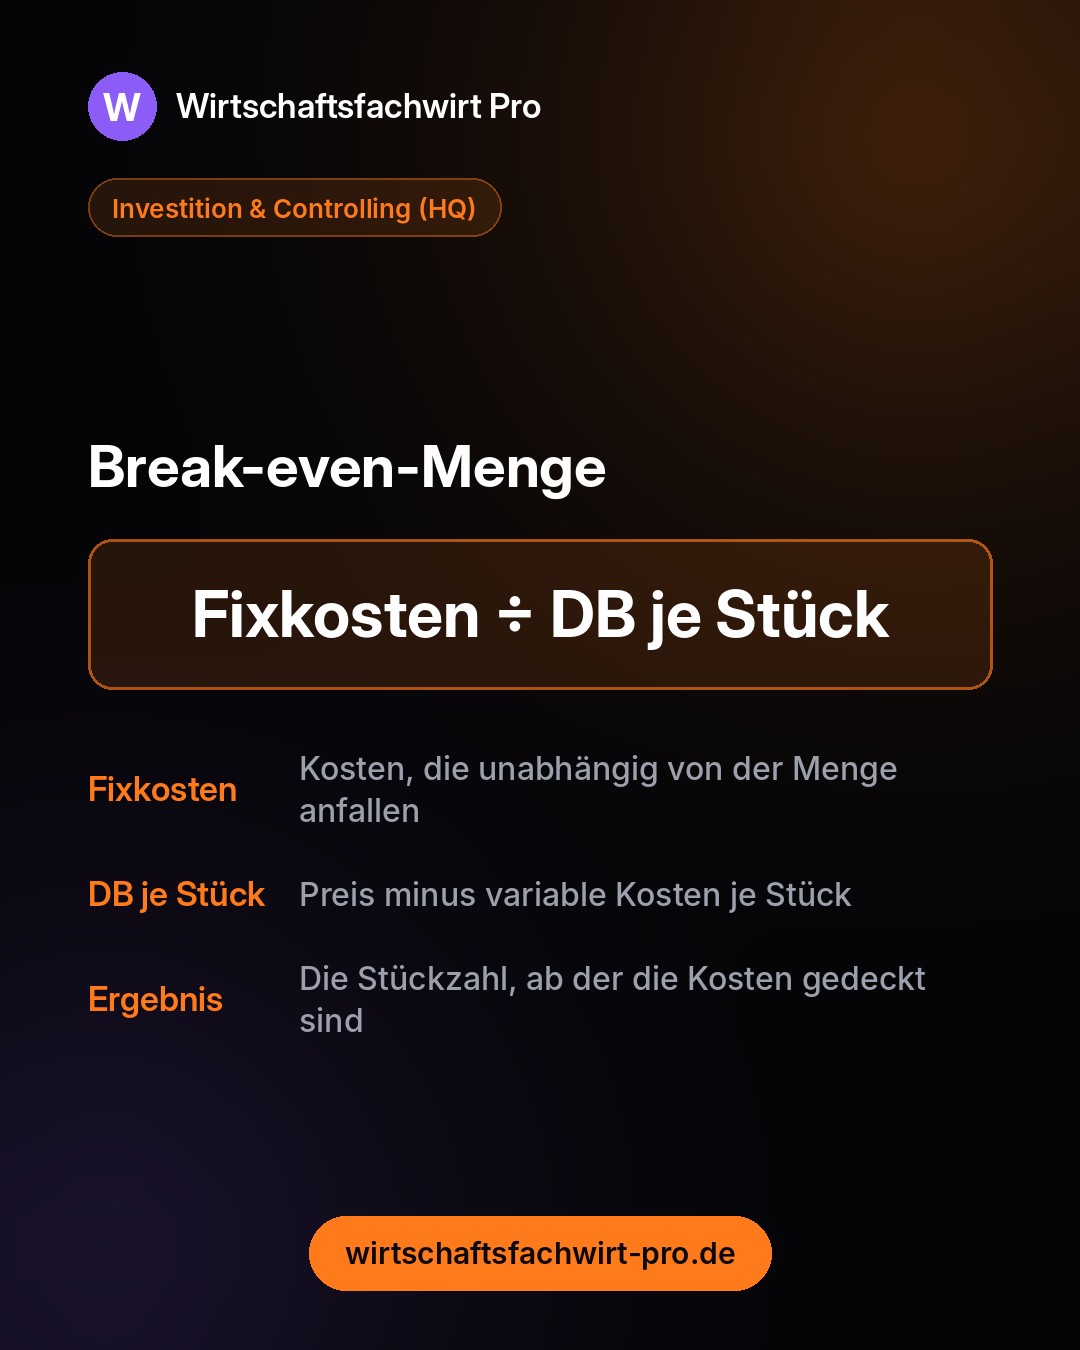 W Wirtschaftsfachwirt Pro
Investition & Controlling (HQ)
Break-even-Menge
Fixkosten ÷ DB je Stück
Fixkosten Kosten, die unabhängig von der Menge
anfallen
DB je Stück Preis minus variable Kosten je Stück
Ergebnis Die Stückzahl, ab der die Kosten gedeckt
sind
wirtschaftsfachwirt-pro.de